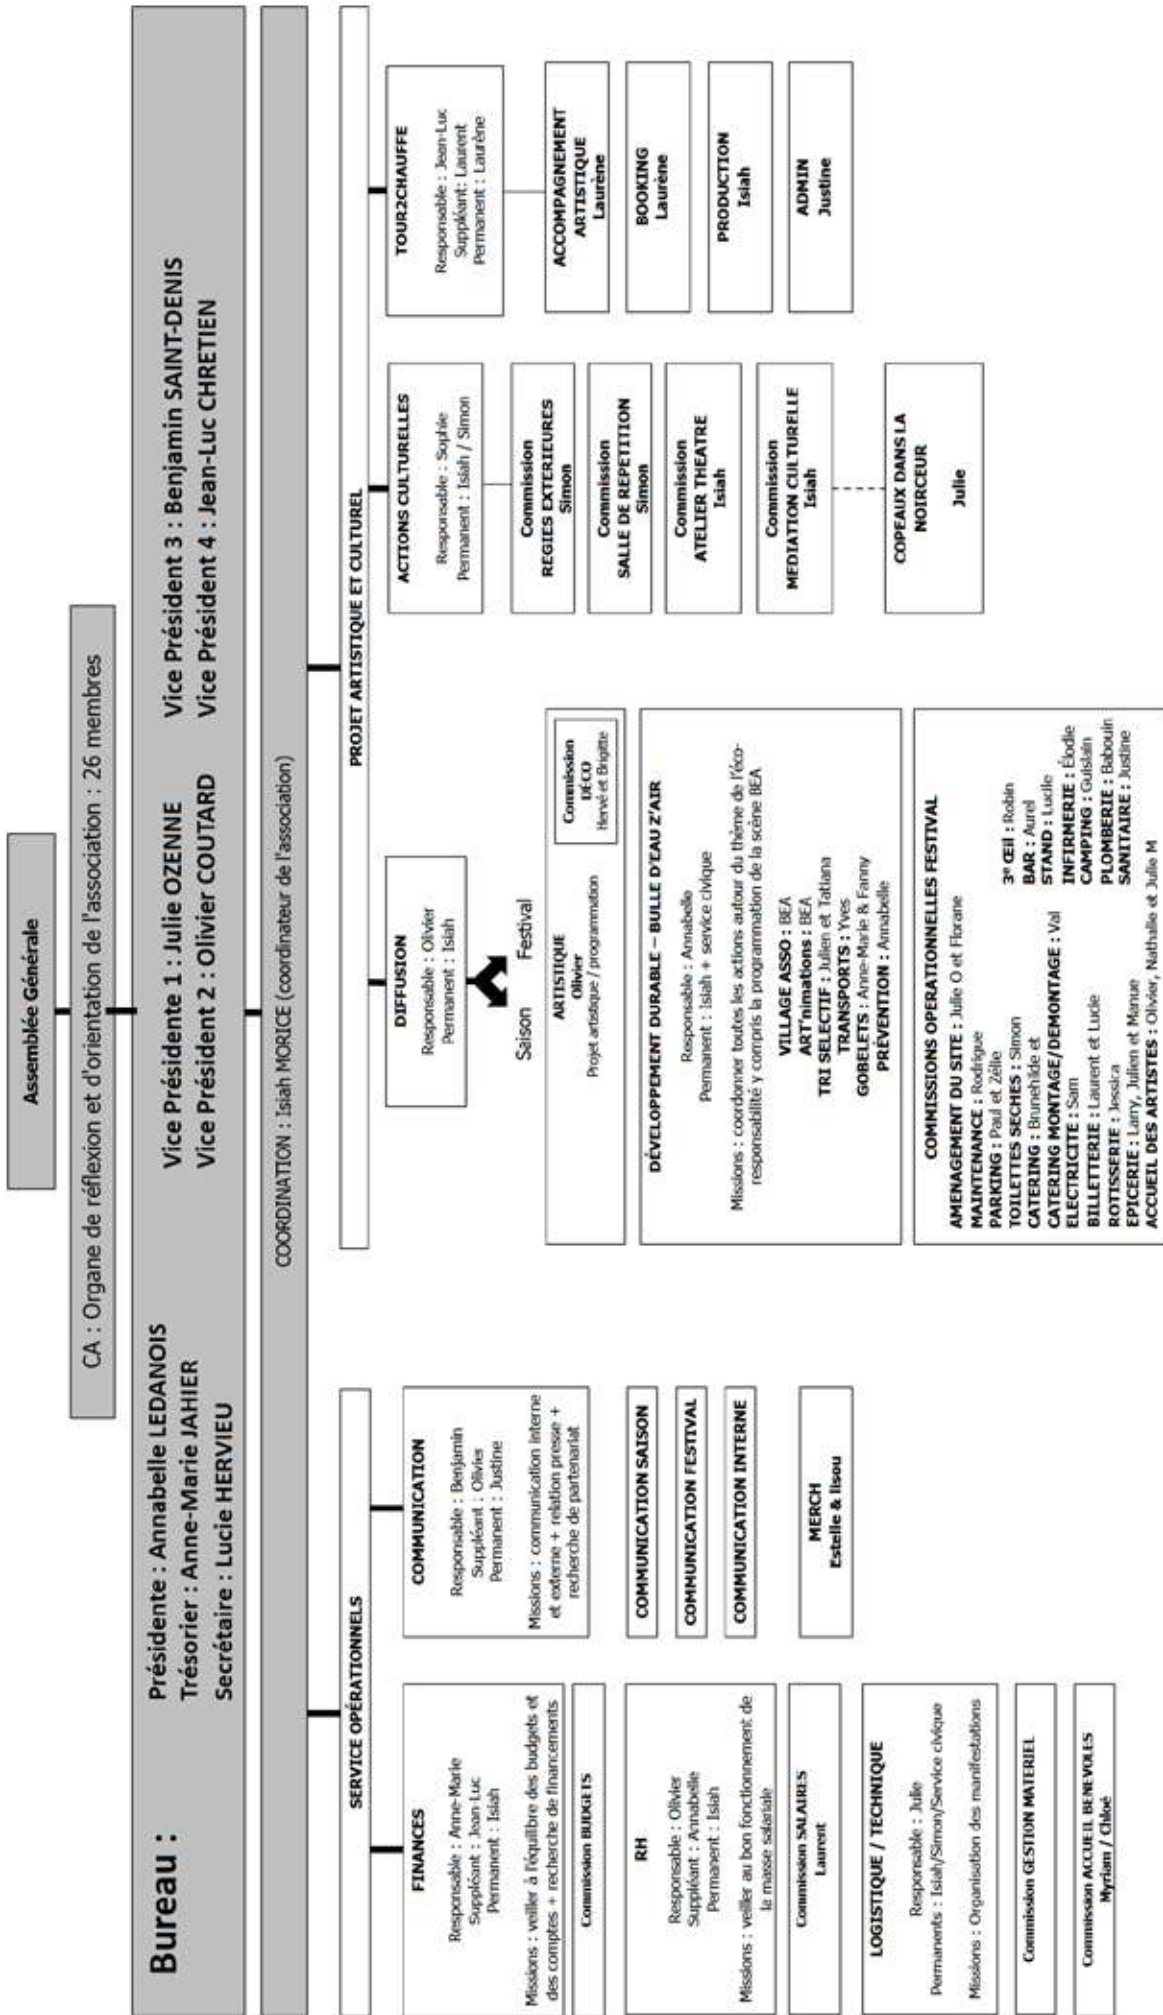 Assemblée Générale
CA : Organe de réflexion et d'orientation de l'association : 26 membres
Bureau :
Présidente : Annabelle LEDANOIS
Trésorier : Anne-Marie JAHIER
Secrétaire : Lucie HERVIEU
Vice Présidente 1 : Julie OZENNE
Vice Président 2 : Olivier COUTARD
Vice Président 3 : Benjamin SAINT-DENIS
Vice Président 4 : Jean-Luc CHRETIEN
COORDINATION : Isiah MORICE (coordinateur de l'association)
SERVICE OPÉRATIONNELS
FINANCES
Responsable : Anne-Marie
Suppléant : Jean-Luc
Permanent : Isiah
Missions : veiller à l'équilibre des budgets et
des comptes + recherche de financements
Commission BUDGETS
RH
Responsable : Olivier
Suppléant : Annabelle
Permanent : Isiah
Missions : veiller au bon fonctionnement de
la masse salariale
Commission SALAIRES
Laurent
LOGISTIQUE / TECHNIQUE
Responsable : Julie
Permanents : Isiah/Simon/Service civique
Missions : Organisation des manifestations
Commission GESTION MATERIEL
Commission ACCUEIL BENEVOLES
Myriam / Chloé
COMMUNICATION
Responsable : Benjamin
Suppléant : Olivier
Permanent : Justine
Missions : communication interne
et externe + relation presse +
recherche de partenariat
COMMUNICATION SAISON
COMMUNICATION FESTIVAL
COMMUNICATION INTERNE
MERCH
Estelle & lisou
PROJET ARTISTIQUE ET CULTUREL
DIFFUSION
Responsable : Olivier
Permanent : Isiah
Saison
Festival
ARTISTIQUE
Olivier
Projet artistique / programmation
Commission
DÉCO
Hervé et Brigitte
DÉVELOPPEMENT DURABLE – BULLE D'EAU Z'AIR
Responsable : Annabelle
Permanent : Isiah + service civique
Missions : coordonner toutes les actions autour du thème de l'éco-
responsabilité y compris la programmation de la scène BEA
VILLAGE ASSO : BEA
ART'nimations : BEA
TRI SELECTIF : Julien et Tatiana
TRANSPORTS : Yves
GOBELETS : Anne-Marie & Fanny
PRÉVENTION : Annabelle
COMMISSIONS OPERATIONNELLES FESTIVAL
AMENAGEMENT DU SITE : Julie O et Florane
MAINTENANCE : Rodrigue
PARKING : Paul et Zélie
TOILETTES SECHES : Simon
CATERING : Brunehilde et
CATERING MONTAGE/DEMONTAGE : Val
ELECTRICITE : Sam
BILLETTERIE : Laurent et Lucie
ROTISSERIE : Jessica
EPICERIE : Larry, Julien et Manue
ACCUEIL DES ARTISTES : Olivier, Nathalie et Julie M
3e Œil : Robin
BAR : Aurel
STAND : Lucile
INFIRMERIE : Élodie
CAMPING : Guislain
PLOMBERIE : Babouin
SANITAIRE : Justine
ACTIONS CULTURELLES
Responsable : Sophie
Permanent : Isiah / Simon
Commission
REGIES EXTERIEURES
Simon
Commission
SALLE DE REPETITION
Simon
Commission
ATELIER THEATRE
Isiah
Commission
MEDIATION CULTURELLE
Isiah
COPEAUX DANS LA
NOIRCEUR
Julie
TOUR2CHAUFFE
Responsable : Jean-Luc
Suppléant: Laurent
Permanent : Laurène
ACCOMPAGNEMENT
ARTISTIQUE
Laurène
BOOKING
Laurène
PRODUCTION
Isiah
ADMIN
Justine